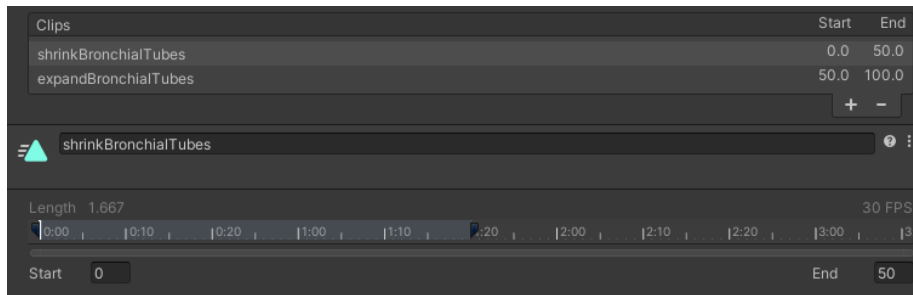 Clips Start End
shrinkBronchialTubes 0.0 50.0
expandBronchialTubes 50.0 100.0
+ −
shrinkBronchialTubes
Length 1.667 30 FPS
0:00 0:10 0:20 1:00 1:10 :20 2:00 2:10 2:20 3:00 3
Start 0 End 50